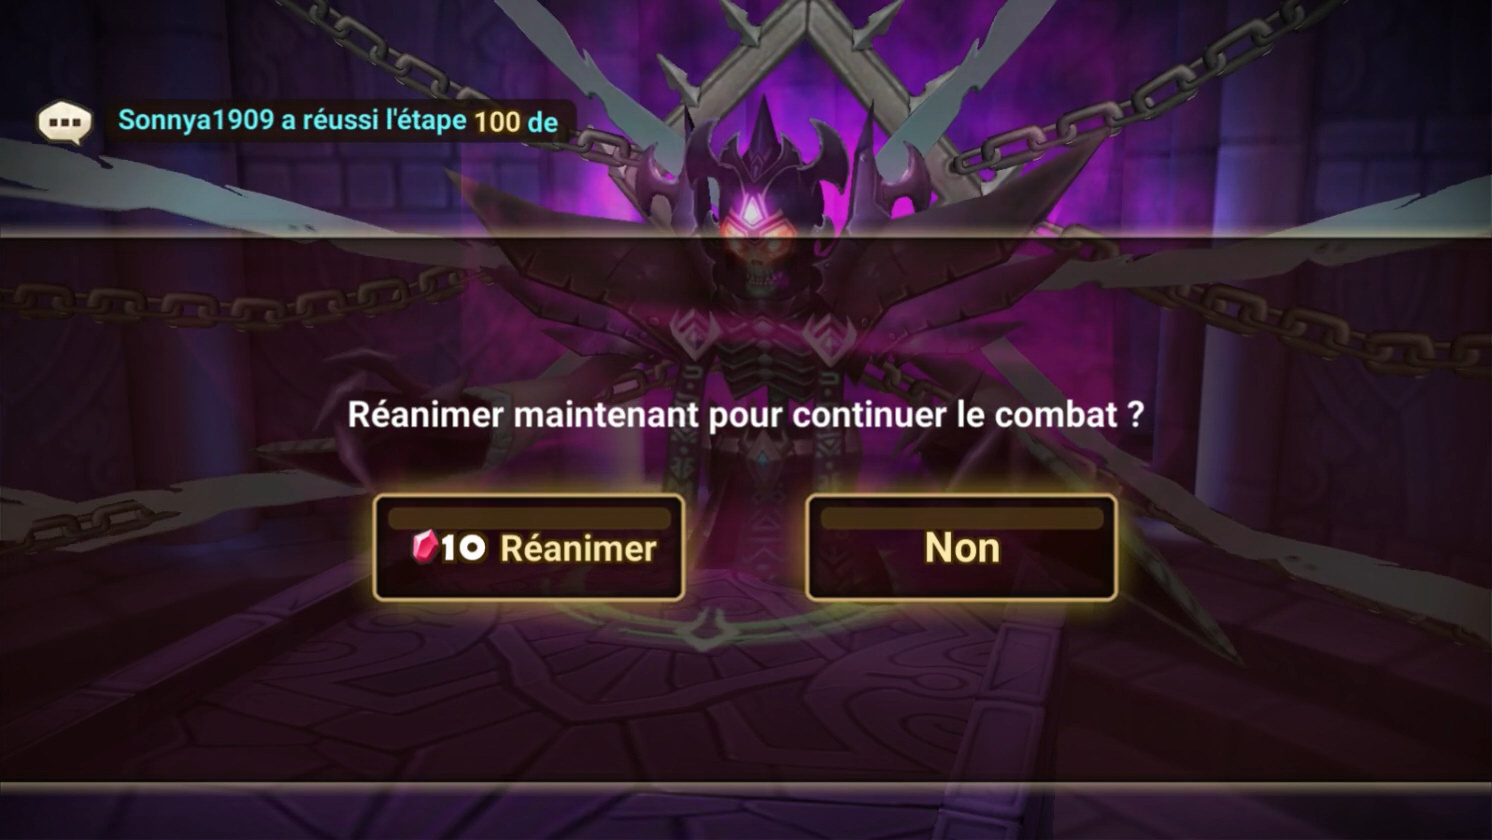 Sonnya1909 a réussi l'étape 100 de
Réanimer maintenant pour continuer le combat ?
10 Réanimer
Non